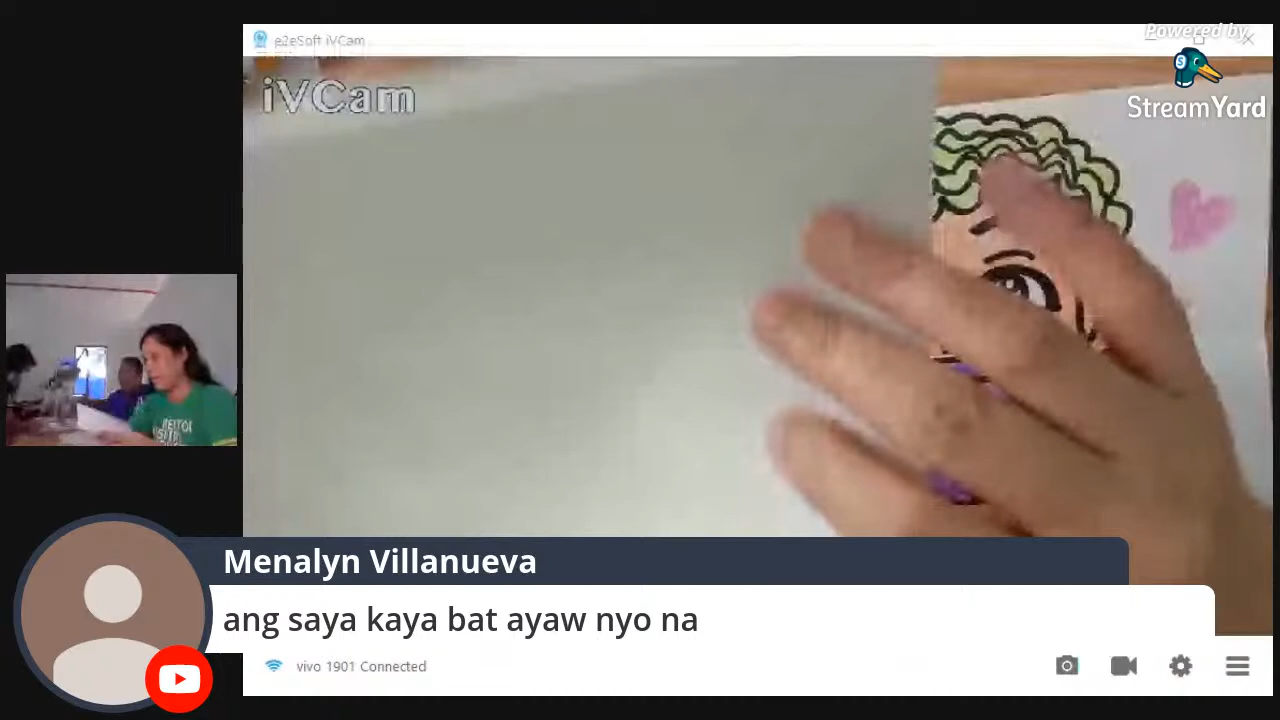 Powered by
StreamYard
e2eSoft iVCam
iVCam
Menalyn Villanueva
ang saya kaya bat ayaw nyo na
vivo 1901 Connected